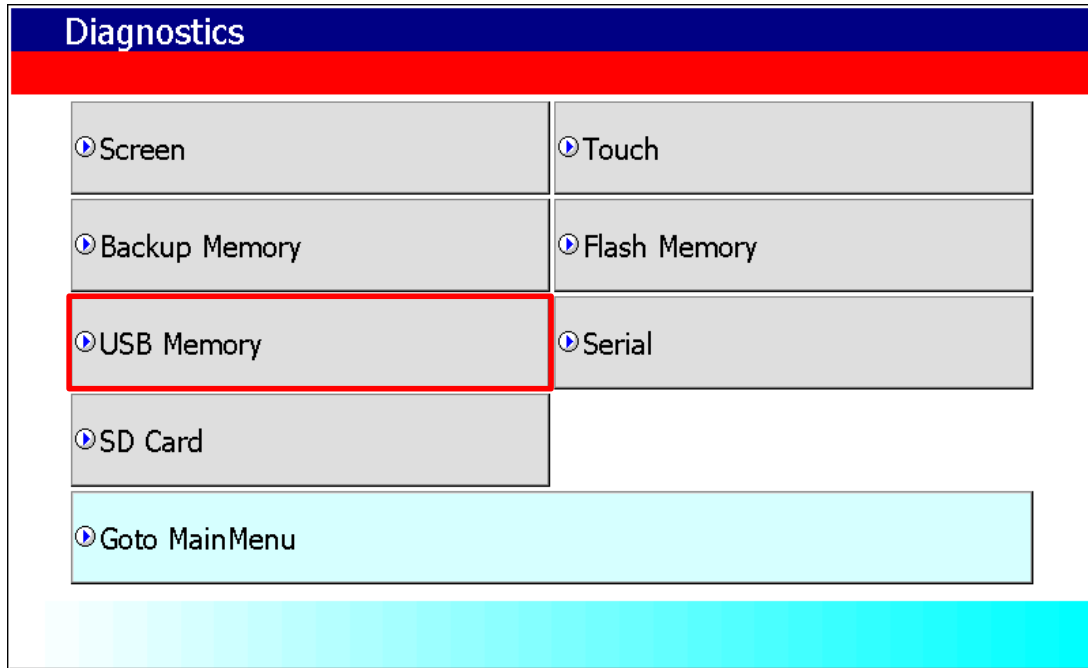 Diagnostics
Screen
Touch
Backup Memory
Flash Memory
USB Memory
Serial
SD Card
Goto MainMenu